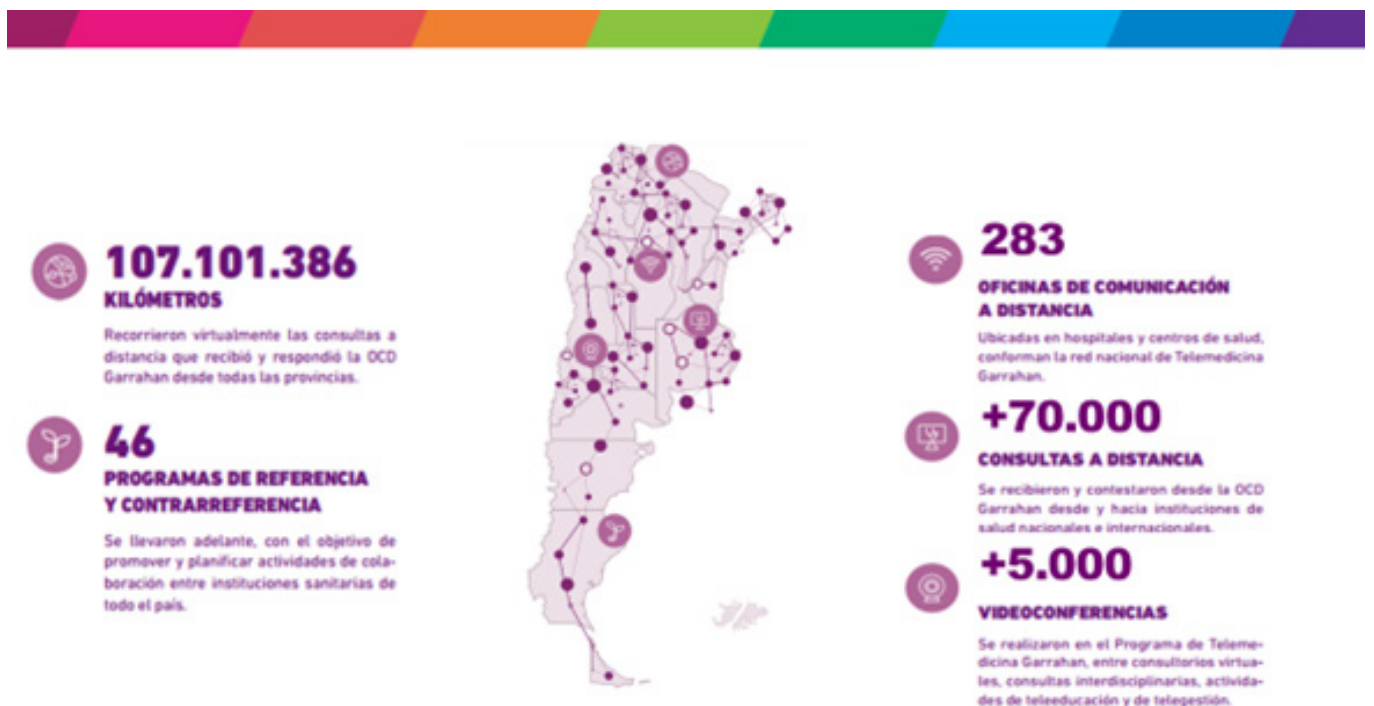 107.101.386
KILÓMETROS
Recorrieron virtualmente las consultas a
distancia que recibió y respondió la OCD
Garrahan desde todas las provincias.
46
PROGRAMAS DE REFERENCIA
Y CONTRARREFERENCIA
Se llevaron adelante, con el objetivo de
promover y planificar actividades de cola-
boración entre instituciones sanitarias de
todo el país.
283
OFICINAS DE COMUNICACIÓN
A DISTANCIA
Ubicadas en hospitales y centros de salud,
conforman la red nacional de Telemedicina
Garrahan.
+70.000
CONSULTAS A DISTANCIA
Se recibieron y contestaron desde la OCD
Garrahan desde y hacia instituciones de
salud nacionales e internacionales.
+5.000
VIDEOCONFERENCIAS
Se realizaron en el Programa de Teleme-
dicina Garrahan, entre consultorios virtua-
les, consultas interdisciplinarias, activida-
des de teleeducación y de telegestión.